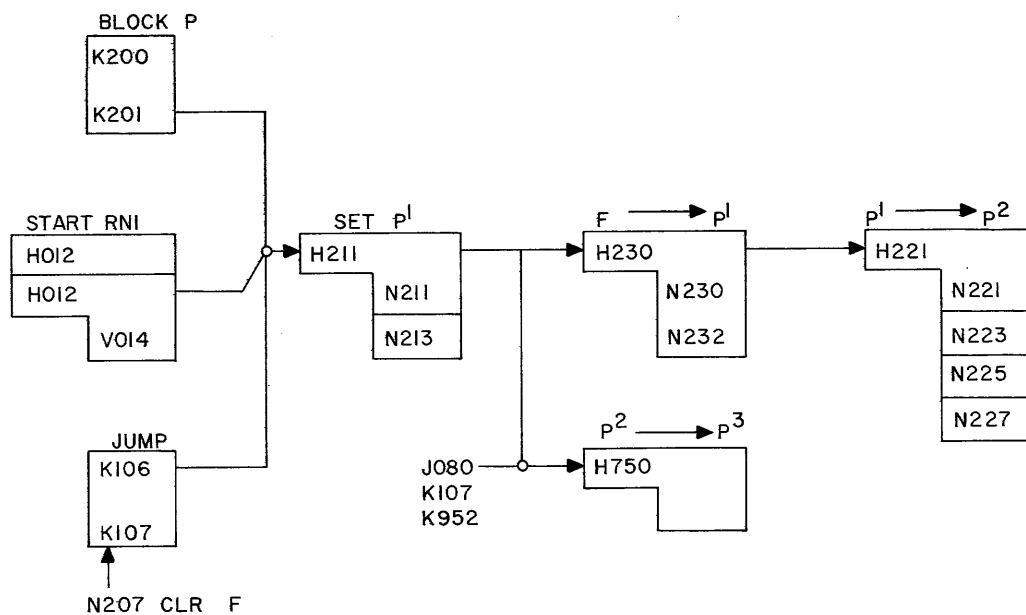 BLOCK P
K200
K201
START RNI
H012
H012
V014
JUMP
K106
K107
N207 CLR F
SET P1
H211
N211
N213
J080
K107
K952
F → P1
H230
N230
N232
P2 → P3
H750
P1 → P2
H221
N221
N223
N225
N227